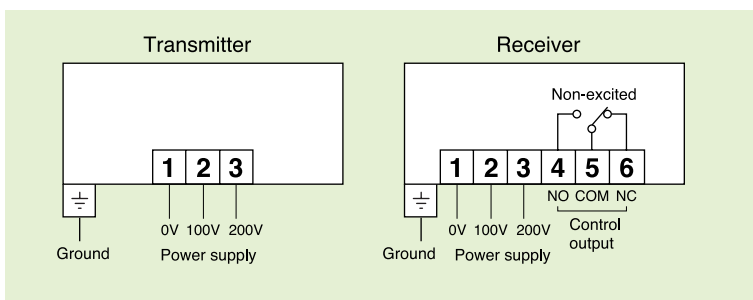 Transmitter
1 2 3
0V 100V 200V
Ground
Power supply
Receiver
Non-excited
1 2 3 4 5 6
NO COM NC
0V 100V 200V
Control
output
Ground
Power supply